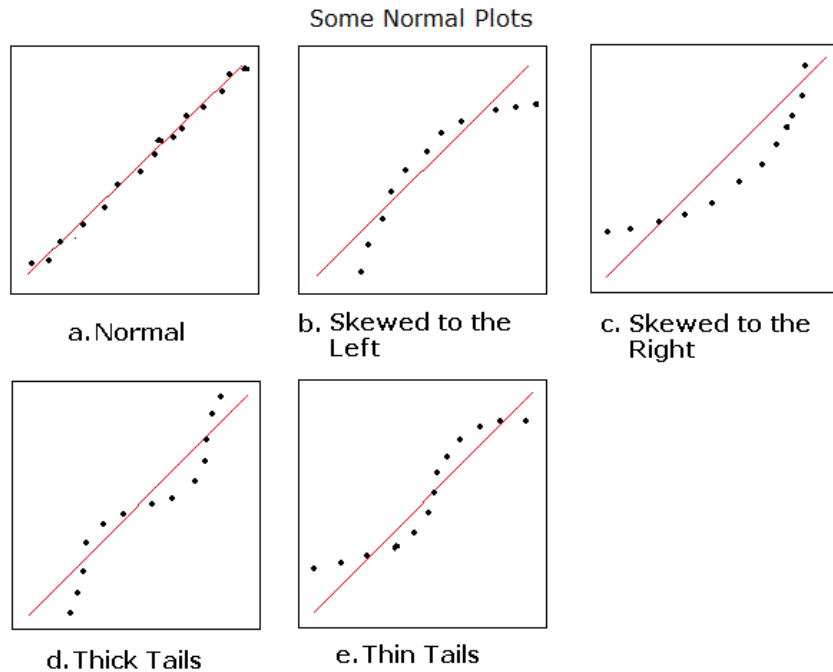 Some Normal Plots
a. Normal
b. Skewed to the
Left
c. Skewed to the
Right
d. Thick Tails
e. Thin Tails